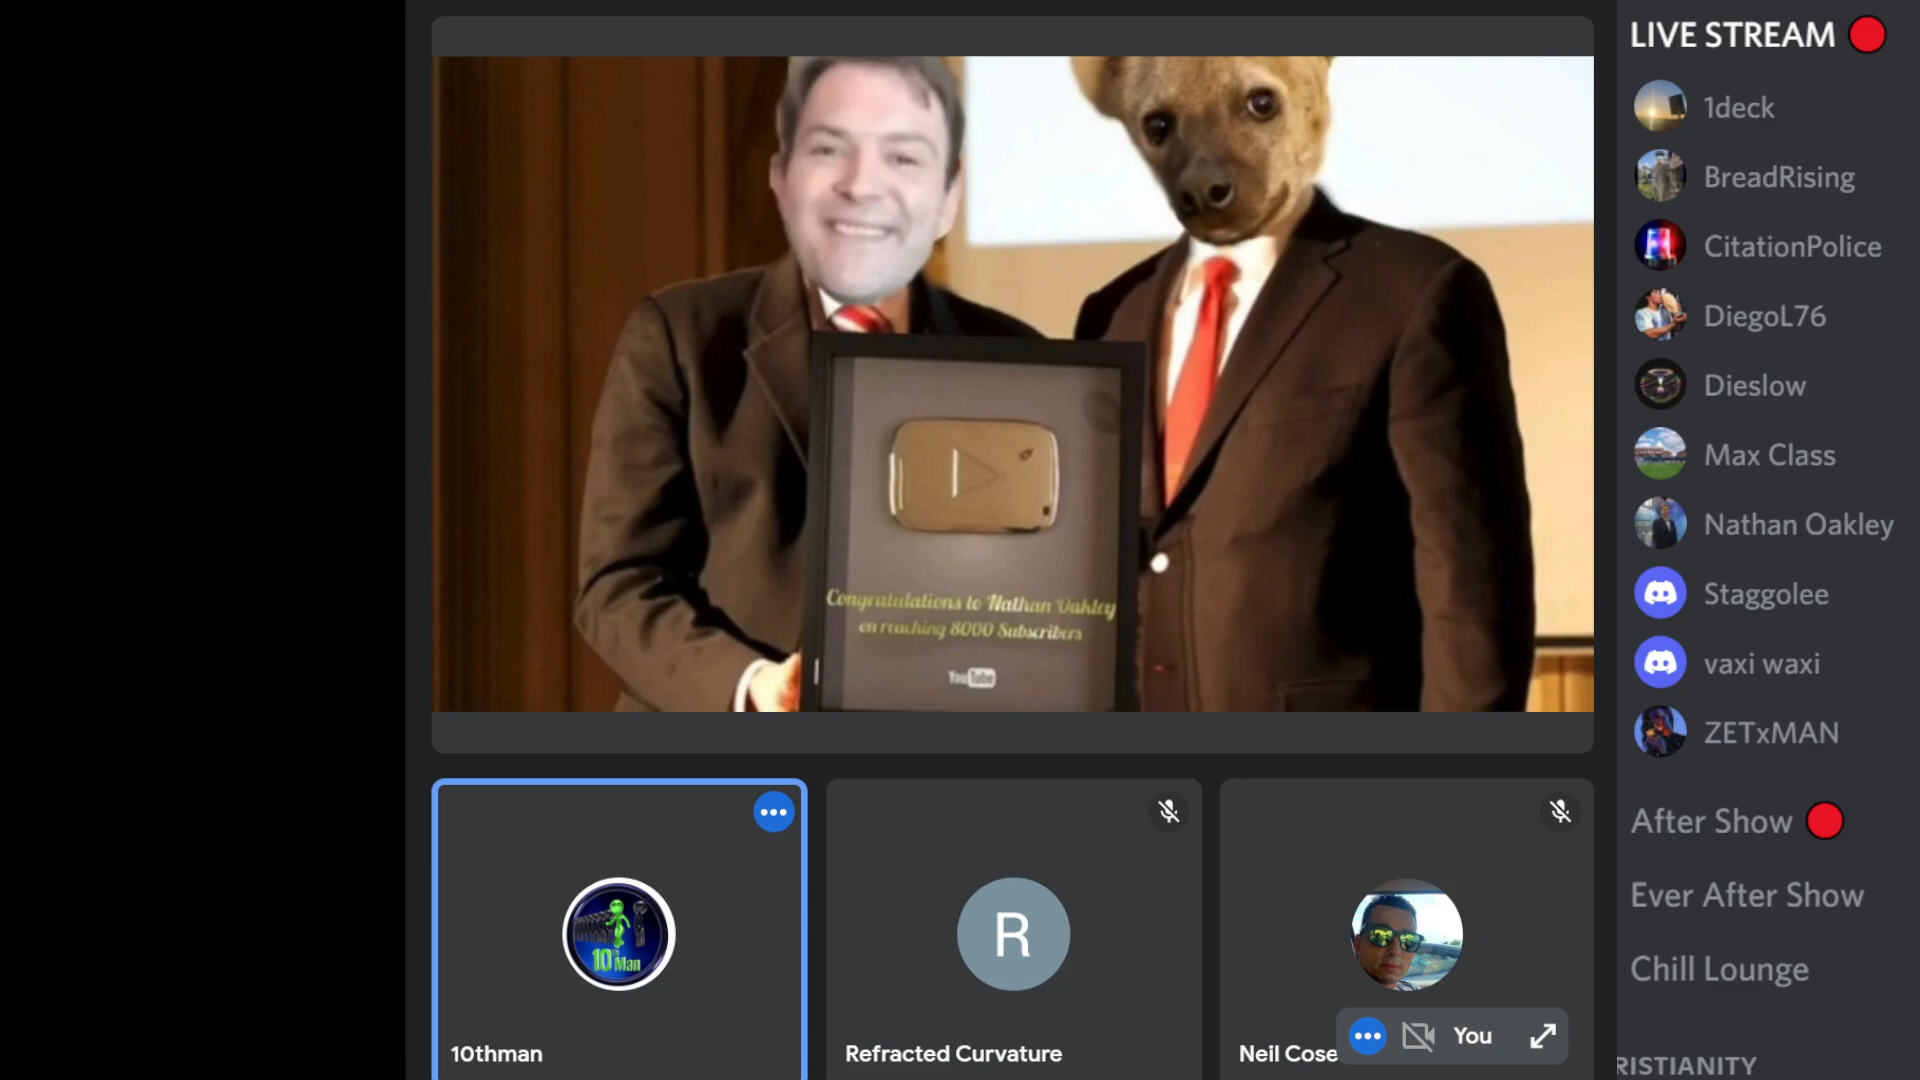 LIVE STREAM
1deck
BreadRising
CitationPolice
DiegoL76
Dieslow
Max Class
Nathan Oakley
Staggolee
vaxi waxi
ZETxMAN
After Show
Ever After Show
Chill Lounge
RISTIANITY
Congratulations to Nathan Oakley
on reaching 8000 Subscribers
YouTube
10th Man
10thman
R
Refracted Curvature
Neil Cose
You